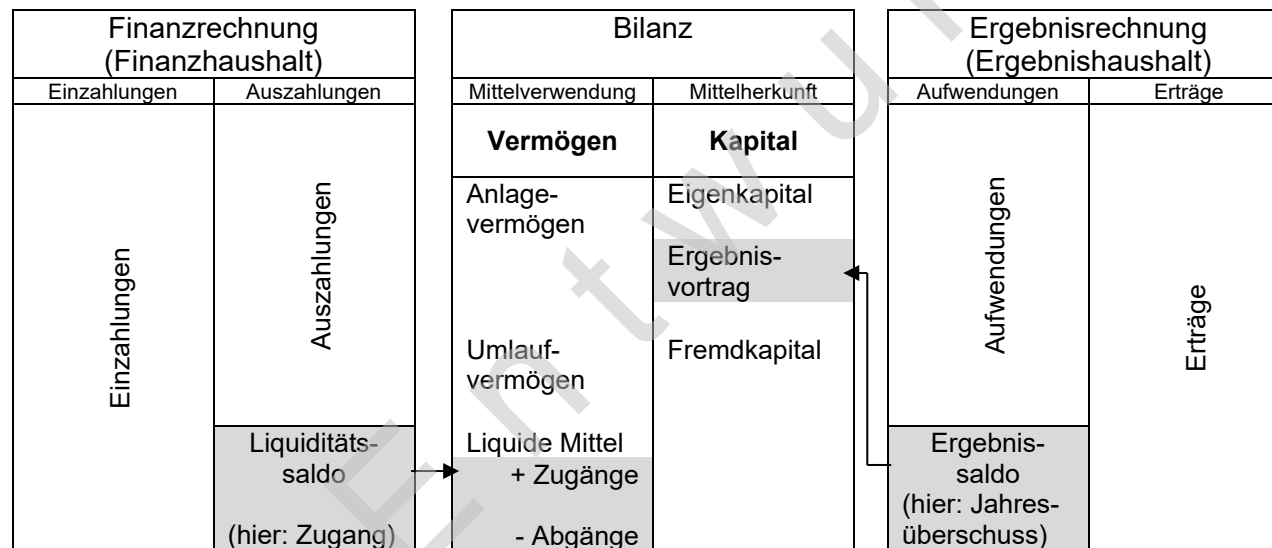 Finanzrechnung
(Finanzhaushalt)
Einzahlungen
Auszahlungen
Einzahlungen
Auszahlungen
Liquiditäts-
saldo
(hier: Zugang)
Bilanz
Mittelverwendung
Mittelherkunft
Vermögen
Kapital
Anlage-
vermögen
Umlauf-
vermögen
Liquide Mittel
+ Zugänge
- Abgänge
Eigenkapital
Ergebnis-
vortrag
Fremdkapital
Ergebnisrechnung
(Ergebnishaushalt)
Aufwendungen
Erträge
Aufwendungen
Ergebnis-
saldo
(hier: Jahres-
überschuss)
Erträge
Entwur